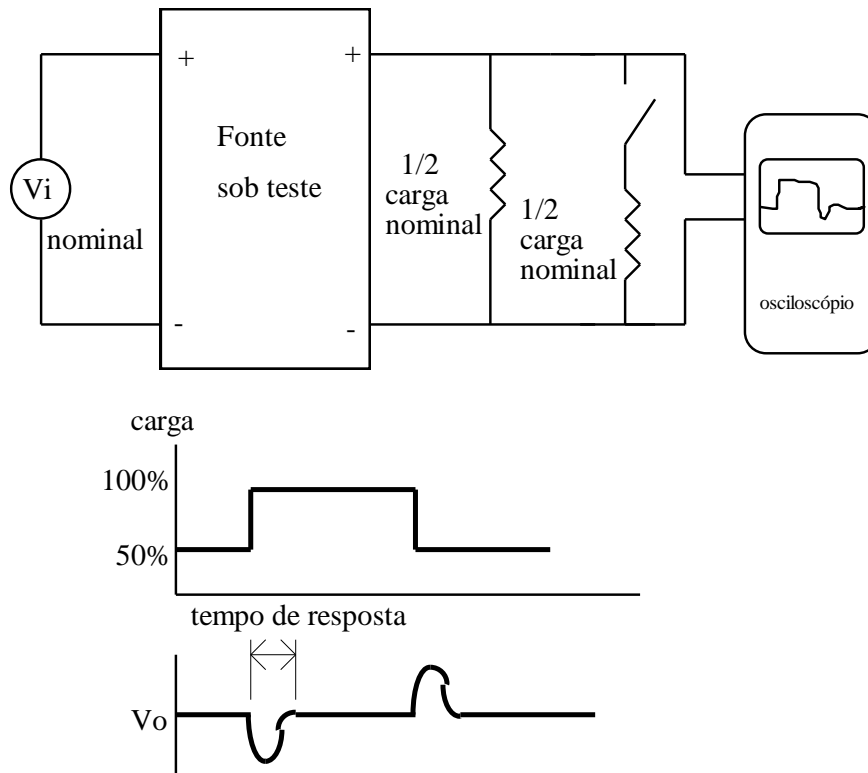 +
+
Fonte
sob teste
Vi
nominal
1/2
carga
nominal
1/2
carga
nominal
osciloscópio
-
-
carga
100%
50%
tempo de resposta
Vo